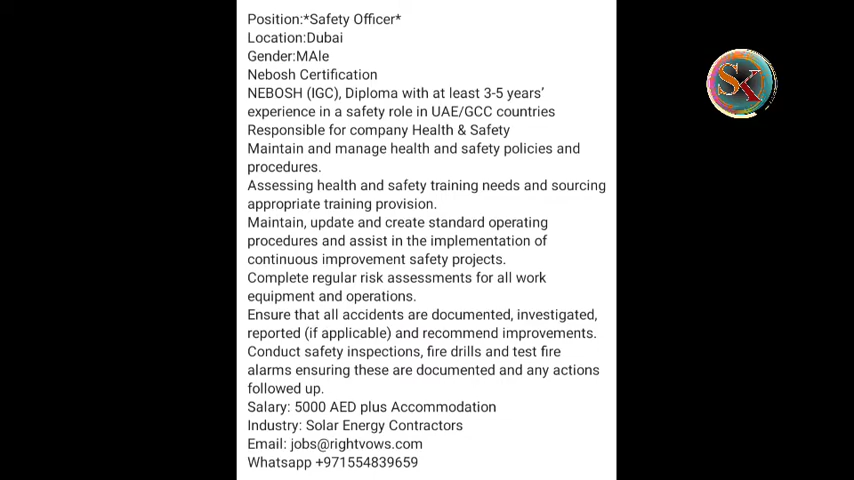 Position:*Safety Officer*
Location:Dubai
Gender:MAle
Nebosh Certification
NEBOSH (IGC), Diploma with at least 3-5 years’
experience in a safety role in UAE/GCC countries
Responsible for company Health & Safety
Maintain and manage health and safety policies and
procedures.
Assessing health and safety training needs and sourcing
appropriate training provision.
Maintain, update and create standard operating
procedures and assist in the implementation of
continuous improvement safety projects.
Complete regular risk assessments for all work
equipment and operations.
Ensure that all accidents are documented, investigated,
reported (if applicable) and recommend improvements.
Conduct safety inspections, fire drills and test fire
alarms ensuring these are documented and any actions
followed up.
Salary: 5000 AED plus Accommodation
Industry: Solar Energy Contractors
Email: jobs@rightvows.com
Whatsapp +971554839659
SK